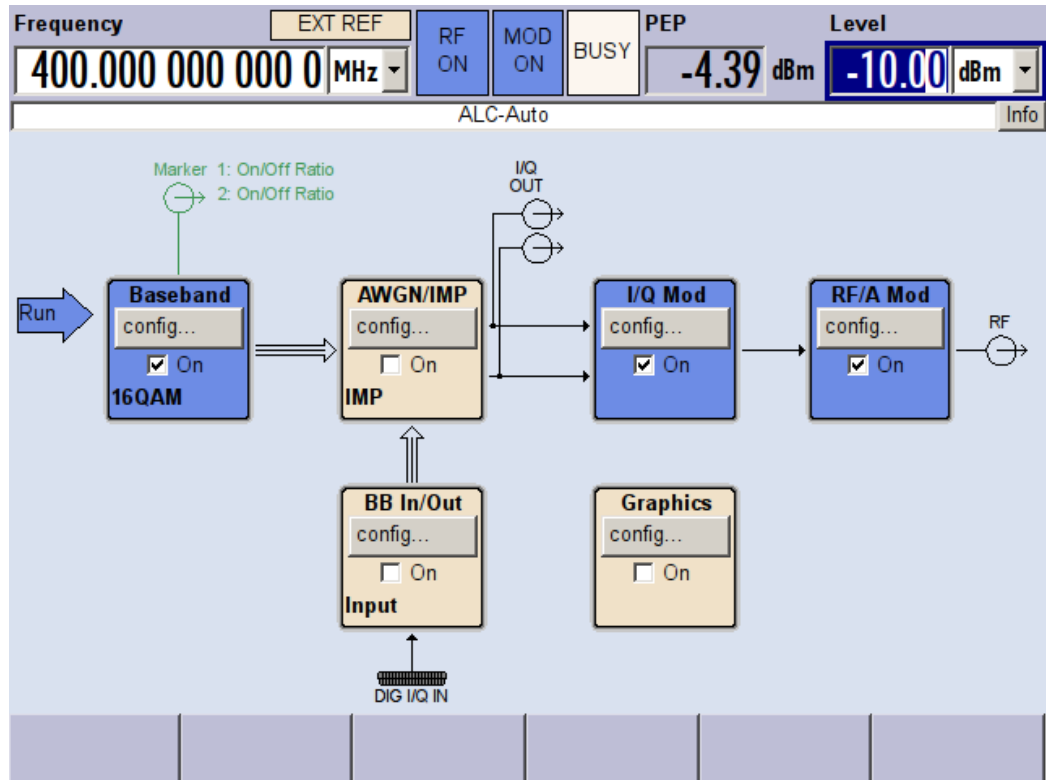 Frequency EXT REF RF ON MOD ON BUSY PEP Level
400.000 000 000 0 MHz -4.39 dBm -10.00 dBm
ALC-Auto Info
Marker 1: On/Off Ratio
2: On/Off Ratio
I/Q
OUT
Run
Baseband
config...
On
16QAM
AWGN/IMP
config...
On
IMP
I/Q Mod
config...
On
RF/A Mod
config...
On
RF
BB In/Out
config...
On
Input
Graphics
config...
On
DIG I/Q IN